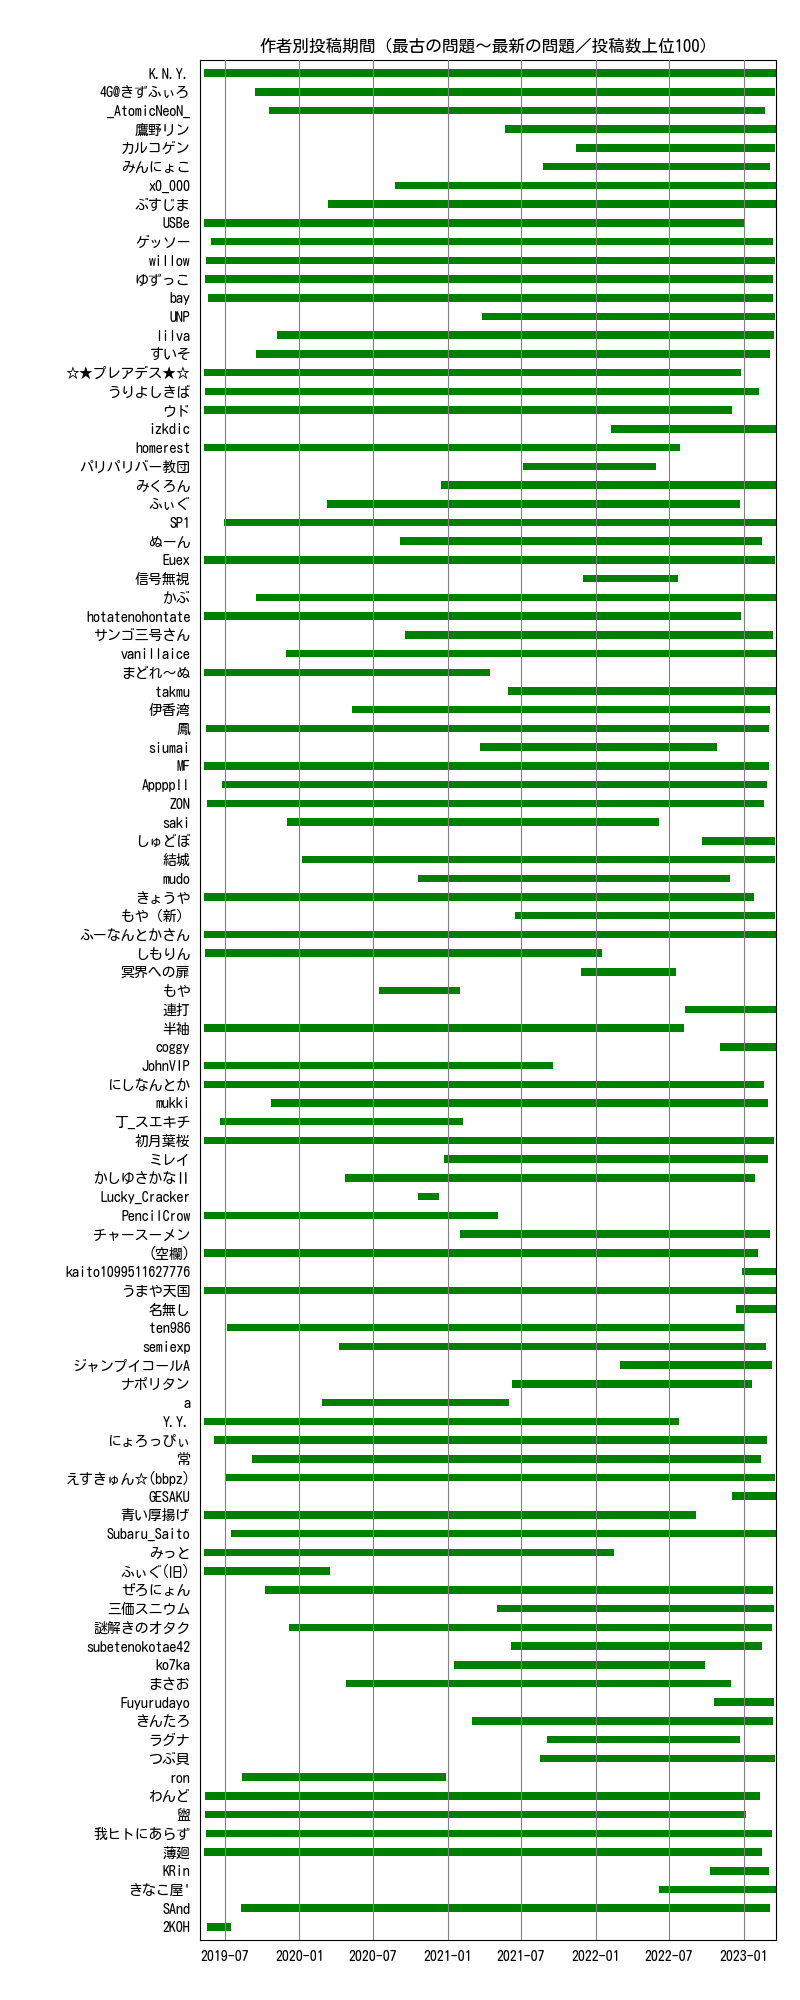 作者別投稿期間（最古の問題～最新の問題／投稿数上位100）
K.N.Y.
4G@きずふぃろ
_AtomicNeoN_
鷹野リン
カルコゲン
みんにょこ
x0_000
ぶすじま
USBe
ゲッソー
willow
ゆずっこ
bay
UNP
lilva
すいそ
☆★プレアデス★☆
うりよしきば
ウド
izkdic
homerest
パリパリバー教団
みくろん
ふぃぐ
SP1
ぬーん
Euex
信号無視
かぶ
hotatenohontate
サンゴ三号さん
vanillaice
まどれ～ぬ
takmu
伊香湾
鳳
siumai
MF
AppppII
ZON
saki
しゅどぼ
結城
mudo
きょうや
もや（新）
ふーなんとかさん
しもりん
冥界への扉
もや
連打
半袖
coggy
JohnVIP
にしなんとか
mukki
丁_スエキチ
初月葉桜
ミレイ
かしゆさかなII
Lucky_Cracker
PencilCrow
チャースーメン
(空欄)
kaito1099511627776
うまや天国
名無し
ten986
semiexp
ジャンプイコールA
ナポリタン
a
Y.Y.
にょろっぴぃ
常
えすきゅん☆(bbpz)
GESAKU
青い厚揚げ
Subaru_Saito
みっと
ふぃぐ(旧)
ぜろにょん
三価スニウム
謎解きのオタク
subetenokotae42
ko7ka
まさお
Fuyurudayo
きんたろ
ラグナ
つぶ貝
ron
わんど
盥
我ヒトにあらず
薄廻
KRin
きなこ屋'
SAnd
2KOH
2019-07 2020-01 2020-07 2021-01 2021-07 2022-01 2022-07 2023-01